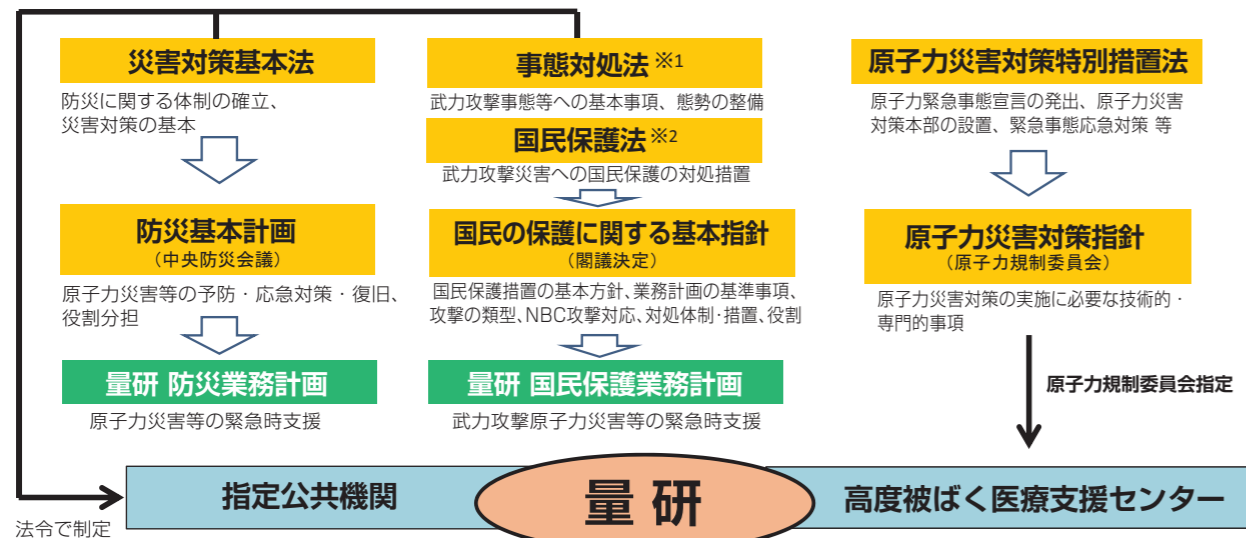 災害対策基本法
防災に関する体制の確立、
災害対策の基本
防災基本計画
(中央防災会議)
原子力災害等の予防・応急対策・復旧、
役割分担
量研 防災業務計画
原子力災害等の緊急時支援
事態対処法※1
武力攻撃事態等への基本事項、態勢の整備
国民保護法※2
武力攻撃災害への国民保護の対処措置
国民の保護に関する基本指針
(閣議決定)
国民保護措置の基本方針、業務計画の基準事項、
攻撃の類型、NBC攻撃対応、対処体制・措置、役割
量研 国民保護業務計画
武力攻撃原子力災害等の緊急時支援
原子力災害対策特別措置法
原子力緊急事態宣言の発出、原子力災害
対策本部の設置、緊急事態応急対策 等
原子力災害対策指針
(原子力規制委員会)
原子力災害対策の実施に必要な技術的・
専門的事項
原子力規制委員会指定
指定公共機関
量研
高度被ばく医療支援センター
法令で制定